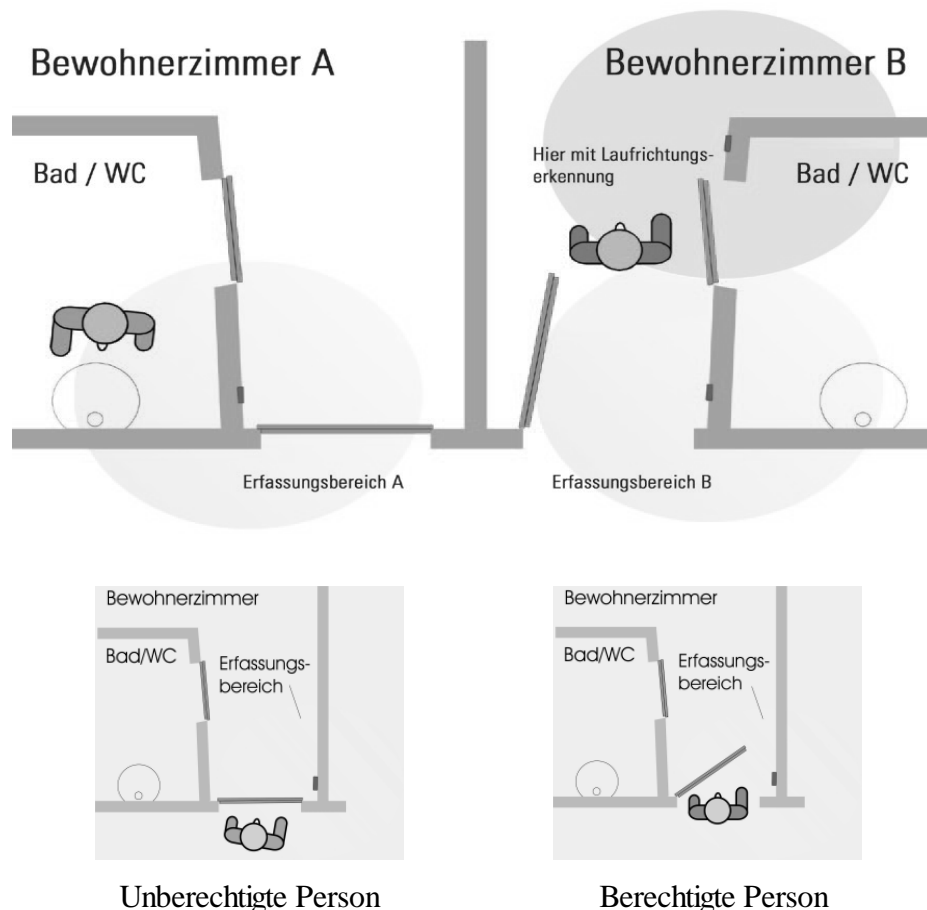 Bewohnerzimmer A
Bewohnerzimmer B
Bad / WC
Hier mit Laufrichtungs-
erkennung
Bad / WC
Erfassungsbereich A
Erfassungsbereich B
Bewohnerzimmer
Bad/WC
Erfassungs-
bereich
Bewohnerzimmer
Bad/WC
Erfassungs-
bereich
Unberechtigte Person
Berechtigte Person